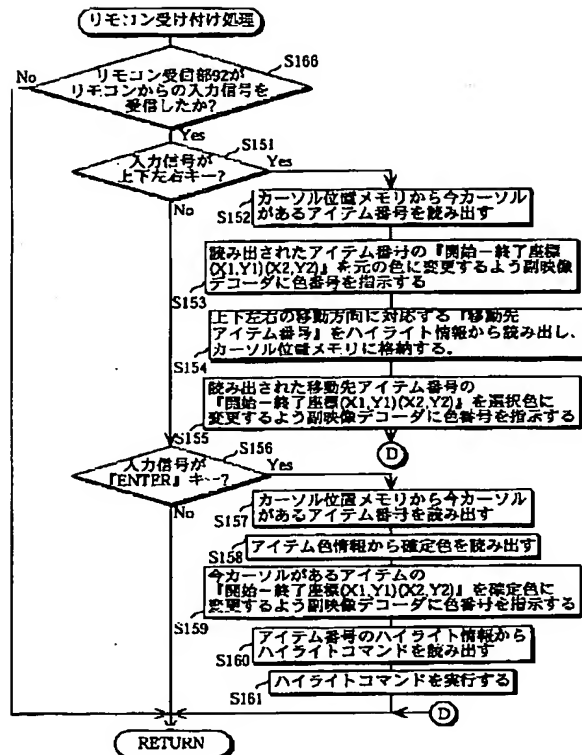 リモコン受け付け処理
S166
No
リモコン受信部92が
リモコンからの入力信号を
受信したか?
Yes
S151
入力信号が
上下左右キー?
Yes
No
S152
カーソル位置メモリから今カーソル
があるアイテム番号を読み出す
読み出されたアイテム番号の『開始−終了座標
(X1,Y1)(X2,Y2)』を元の色に変更するよう副映像
デコーダに色番号を指示する
S153
上下左右の移動方向に対応する『移動先
アイテム番号』をハイライト情報から読み出し、
カーソル位置メモリに格納する。
S154
読み出された移動先アイテム番号の
『開始−終了座標(X1,Y1)(X2,Y2)』を選択色に
変更するよう副映像デコーダに色番号を指示する
S155
D
S156
入力信号が
『ENTER』キー?
Yes
No
S157
カーソル位置メモリから今カーソル
があるアイテム番号を読み出す
S158
アイテム色情報から確定色を読み出す
今カーソルがあるアイテムの
『開始−終了座標(X1,Y1)(X2,Y2)』を確定色に
変更するよう副映像デコーダに色番号を指示する
S159
アイテム番号のハイライト情報から
ハイライトコマンドを読み出す
S160
ハイライトコマンドを実行する
S161
D
RETURN